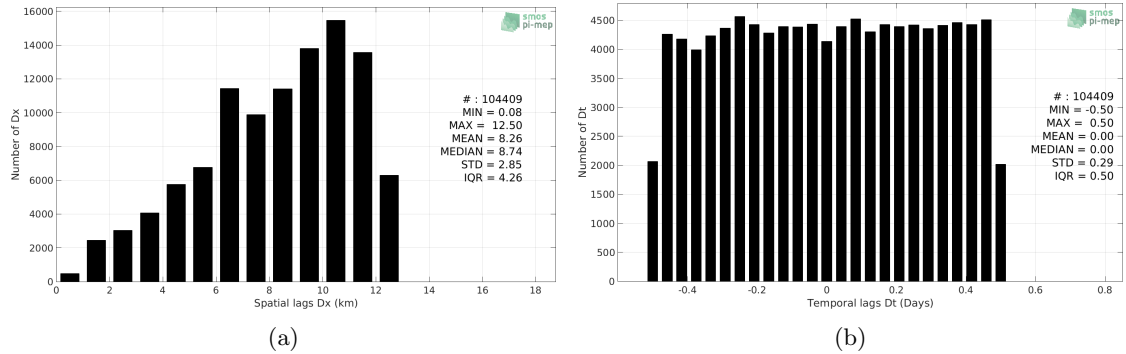 16000
14000
12000
10000
8000
6000
4000
2000
0
Number of Dx
0 2 4 6 8 10 12 14 16 18
Spatial lags Dx (km)
smos
pi-mep
# : 104409
MIN = 0.08
MAX = 12.50
MEAN = 8.26
MEDIAN = 8.74
STD = 2.85
IQR = 4.26
(a)
4500
4000
3500
3000
2500
2000
1500
1000
500
0
Number of Dt
-0.4 -0.2 0 0.2 0.4 0.6 0.8
Temporal lags Dt (Days)
smos
pi-mep
# : 104409
MIN = -0.50
MAX = 0.50
MEAN = 0.00
MEDIAN = 0.00
STD = 0.29
IQR = 0.50
(b)